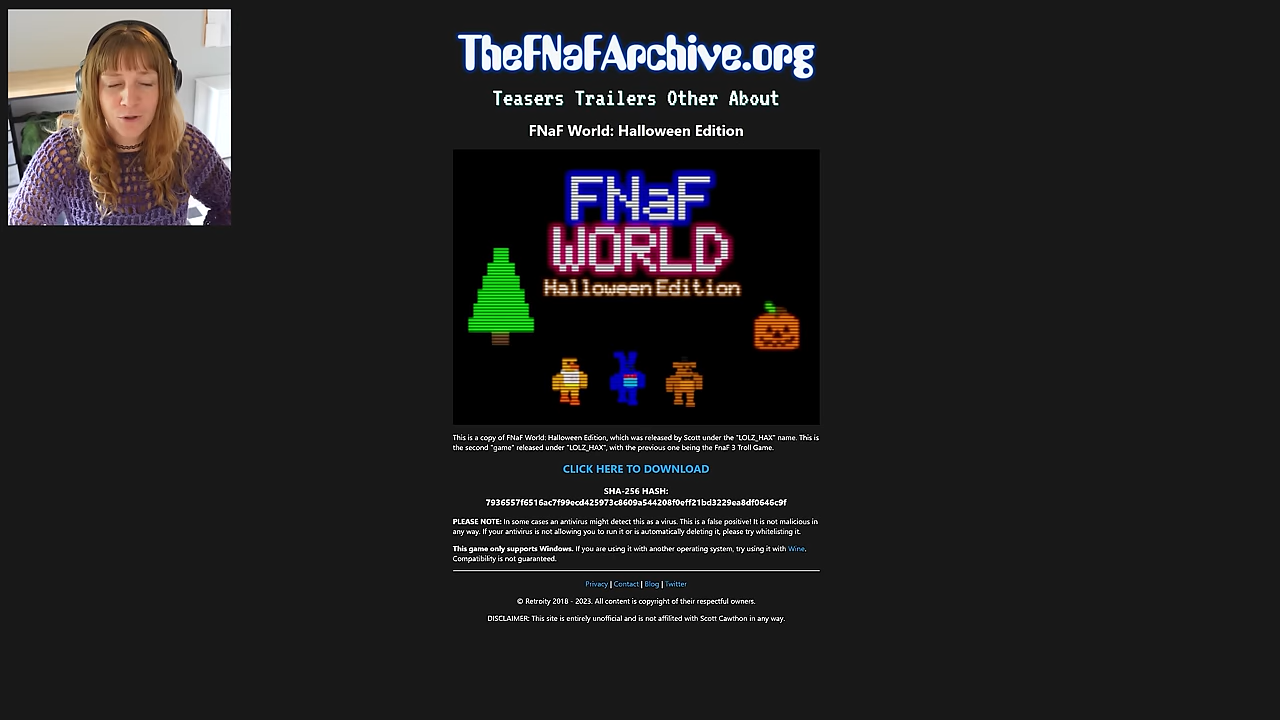 TheFNaFArchive.org
Teasers Trailers Other About
FNaF World: Halloween Edition
FNaF
WORLD
Halloween Edition
This is a copy of FNaF World: Halloween Edition, which was released by Scott under the "LOLZ_HAX" name. This is
the second "game" released under "LOLZ_HAX", with the previous one being the FnaF 3 Troll Game.
CLICK HERE TO DOWNLOAD
SHA-256 HASH:
7936557f6516ac7f99ecd425973c8609a544208f0eff21bd3229ea8df0646c9f
PLEASE NOTE: In some cases an antivirus might detect this as a virus. This is a false positive! It is not malicious in
any way. If your antivirus is not allowing you to run it or is automatically deleting it, please try whitelisting it.
This game only supports Windows. If you are using it with another operating system, try using it with Wine.
Compatibility is not guaranteed.
Privacy | Contact | Blog | Twitter
© Retroity 2018 - 2023. All content is copyright of their respectful owners.
DISCLAIMER: This site is entirely unofficial and is not affilited with Scott Cawthon in any way.